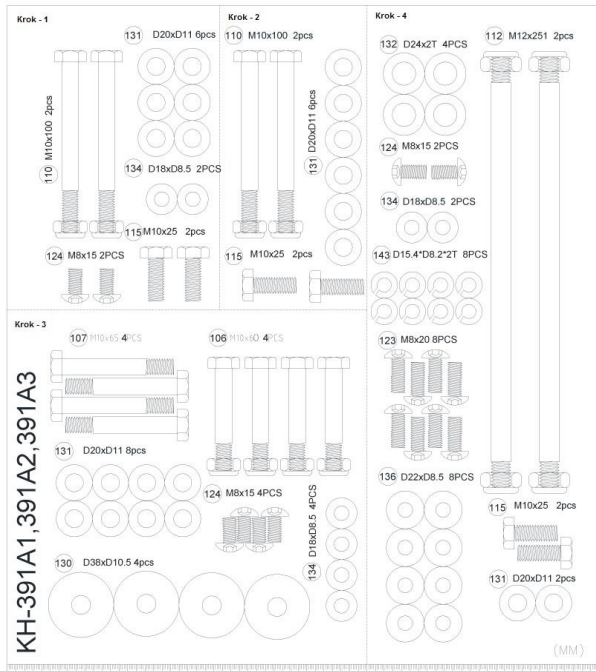 Krok - 1
131 D20xD11 6pcs
110 M10x100 2pcs
134 D18xD8.5 2PCS
115 M10x25 2pcs
124 M8x15 2PCS
Krok - 2
110 M10x100 2pcs
131 D20xD11 6pcs
115 M10x25 2pcs
Krok - 3
107 M10x65 4PCS
106 M10x60 4PCS
131 D20xD11 8pcs
124 M8x15 4PCS
134 D18xD8.5 4PCS
130 D38xD10.5 4pcs
KH-391A1,391A2,391A3
Krok - 4
132 D24x2T 4PCS
112 M12x251 2pcs
124 M8x15 2PCS
134 D18xD8.5 2PCS
143 D15.4*D8.2*2T 8PCS
123 M8x20 8PCS
136 D22xD8.5 8PCS
115 M10x25 2pcs
131 D20xD11 2pcs
(MM)